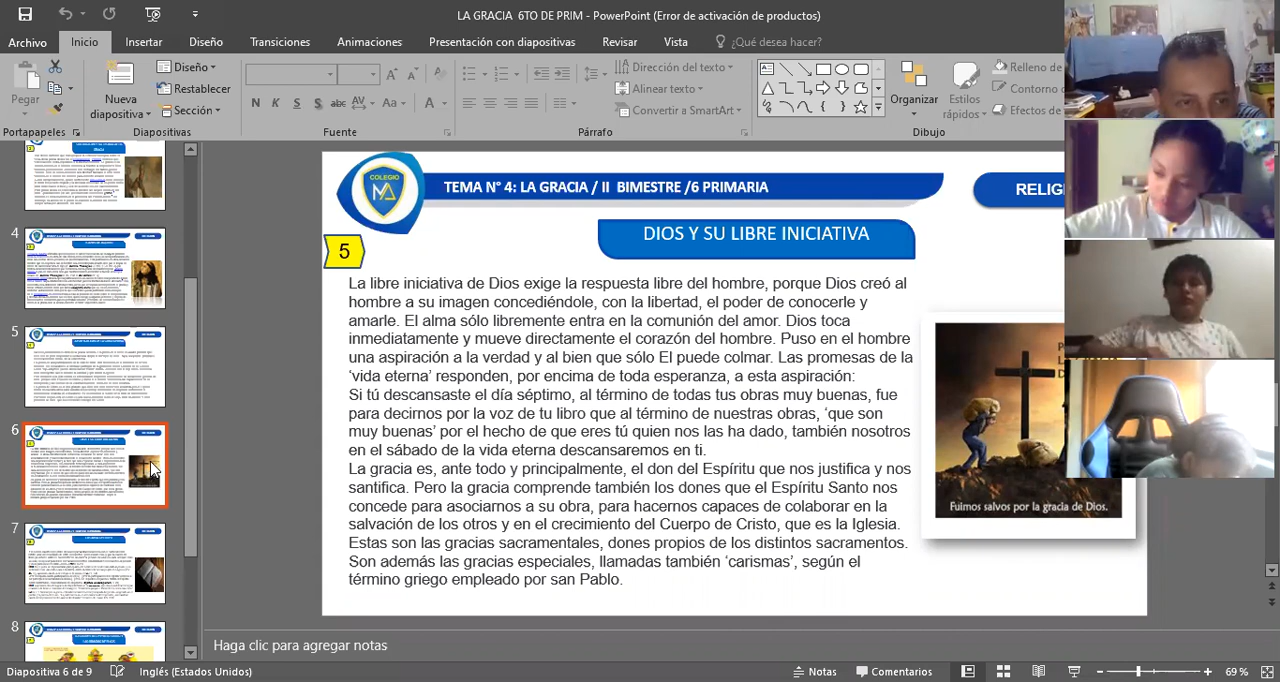 LA GRACIA 6TO DE PRIM - PowerPoint (Error de activación de productos)
Archivo
Inicio
Insertar
Diseño
Transiciones
Animaciones
Presentación con diapositivas
Revisar
Vista
¿Qué desea hacer?
Pegar
Nueva
diapositiva
Diseño
Restablecer
Sección
N K S S abc AV Aa A
Dirección del texto
Alinear texto
Convertir a SmartArt
Organizar
Estilos
rápidos
Relleno de
Contorno
Efectos de
Portapapeles
Diapositivas
Fuente
Párrafo
Dibujo
4
5
6
7
8
COLEGIO
TEMA N° 4: LA GRACIA / II BIMESTRE /6 PRIMARIA
RELIG
5
DIOS Y SU LIBRE INICIATIVA
La libre iniciativa de Dios exige la respuesta libre del hombre, porque Dios creó al
hombre a su imagen concediéndole, con la libertad, el poder de conocerle y
amarle. El alma sólo libremente entra en la comunión del amor. Dios toca
inmediatamente y mueve directamente el corazón del hombre. Puso en el hombre
una aspiración a la verdad y al bien que sólo El puede colmar. Las promesas de la
‘vida eterna’ responden, por encima de toda esperanza.
Si tú descansaste el día séptimo, al término de todas tus obras muy buenas, fue
para decirnos por la voz de tu libro que al término de nuestras obras, ‘que son
muy buenas’ por el hecho de que eres tú quien nos las ha dado, también nosotros
en el sábado de la vida eterna descansaremos en ti.
La gracia es, ante todo y principalmente, el don del Espíritu que nos justifica y nos
santifica. Pero la gracia comprende también los dones que el Espíritu Santo nos
concede para asociarnos a su obra, para hacernos capaces de colaborar en la
salvación de los otros y en el crecimiento del Cuerpo de Cristo, que es la Iglesia.
Estas son las gracias sacramentales, dones propios de los distintos sacramentos.
Son además las gracias especiales, llamadas también ‘carismas’, según el
término griego empleado por San Pablo.
Fuimos salvos por la gracia de Dios.
Haga clic para agregar notas
Diapositiva 6 de 9
Inglés (Estados Unidos)
Notas
Comentarios
69 %